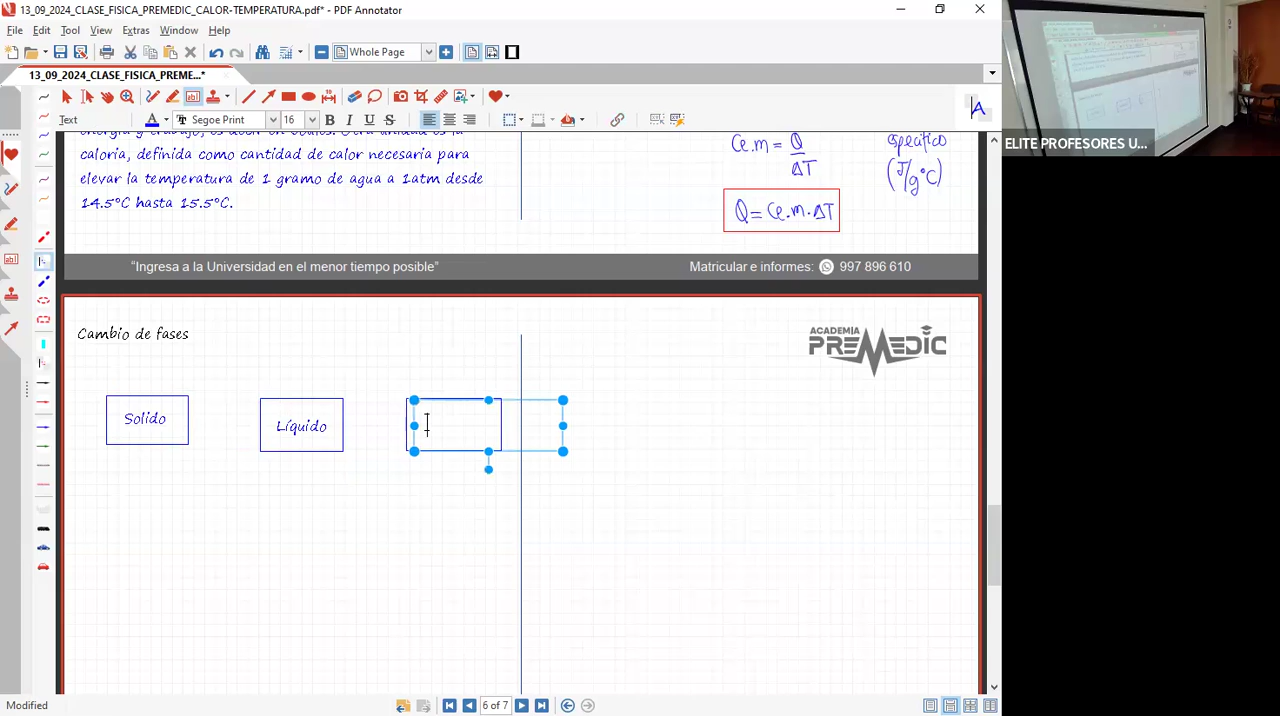 13_09_2024_CLASE_FISICA_PREMEDIC_CALOR-TEMPERATURA.pdf* - PDF Annotator
File Edit Tool View Extras Window Help
Whole Page
13_09_2024_CLASE_FISICA_PREME...*
Text
Segoe Print
16
B I U S
caloria, definida como cantidad de calor necesaria para
elevar la temperatura de 1 gramo de agua a 1atm desde
14.5°C hasta 15.5°C.
Ce.m = Q
ΔT
específico
(J/g°C)
Q = Ce.m.ΔT
“Ingresa a la Universidad en el menor tiempo posible” Matricular e informes: 997 896 610
Cambio de fases
ACADEMIA
PREMEDIC
Solido
Líquido
Modified
6 of 7
ELITE PROFESORES U...